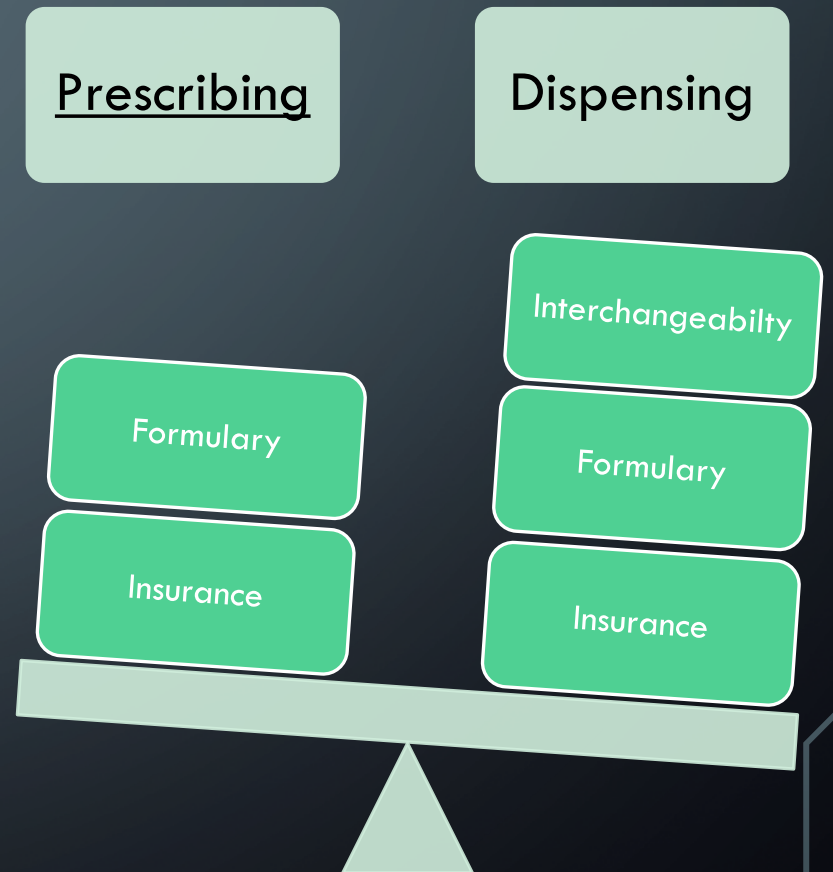 Prescribing
Dispensing
Interchangeabilty
Formulary
Formulary
Insurance
Insurance